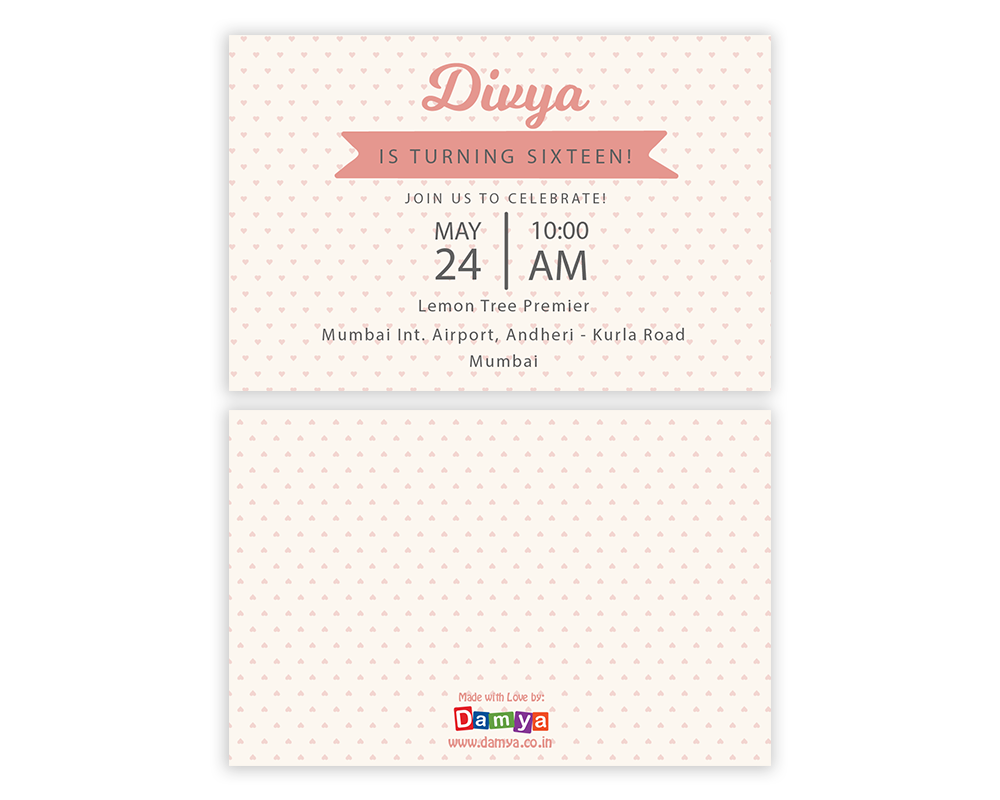 Divya
IS TURNING SIXTEEN!
JOIN US TO CELEBRATE!
MAY
24
10:00
AM
Lemon Tree Premier
Mumbai Int. Airport, Andheri - Kurla Road
Mumbai
Made with Love by:
Damya
www.damya.co.in